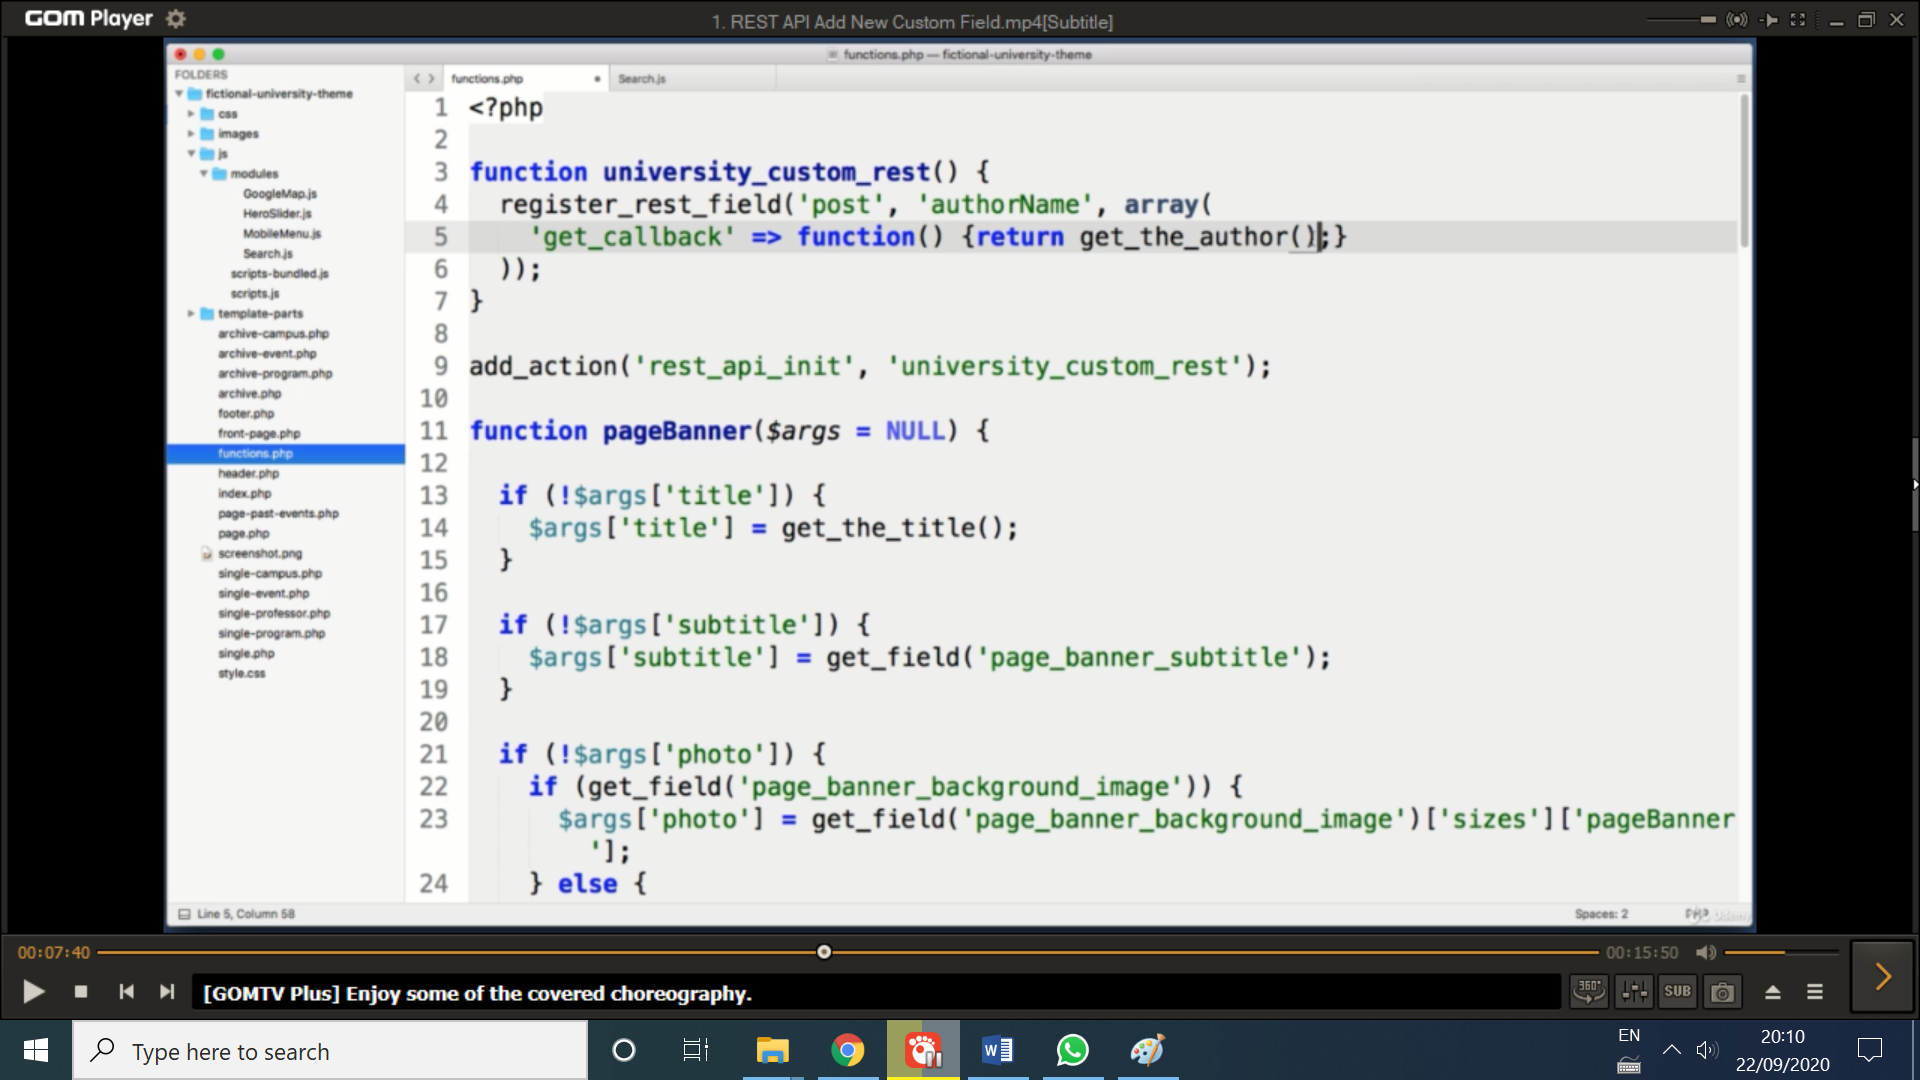 GOM Player
1. REST API Add New Custom Field.mp4[Subtitle]
functions.php — fictional-university-theme
FOLDERS
fictional-university-theme
css
images
js
modules
GoogleMap.js
HeroSlider.js
MobileMenu.js
Search.js
scripts-bundled.js
scripts.js
template-parts
archive-campus.php
archive-event.php
archive-program.php
archive.php
footer.php
front-page.php
functions.php
header.php
index.php
page-past-events.php
page.php
screenshot.png
single-campus.php
single-event.php
single-professor.php
single-program.php
single.php
style.css
functions.php
Search.js
1 <?php
2
3 function university_custom_rest() {
4 register_rest_field('post', 'authorName', array(
5 'get_callback' => function() {return get_the_author();}
6 ));
7 }
8
9 add_action('rest_api_init', 'university_custom_rest');
10
11 function pageBanner($args = NULL) {
12
13 if (!$args['title']) {
14 $args['title'] = get_the_title();
15 }
16
17 if (!$args['subtitle']) {
18 $args['subtitle'] = get_field('page_banner_subtitle');
19 }
20
21 if (!$args['photo']) {
22 if (get_field('page_banner_background_image')) {
23 $args['photo'] = get_field('page_banner_background_image')['sizes']['pageBanner
'];
24 } else {
Line 5, Column 58
Spaces: 2
PHP
Udemy
00:07:40
00:15:50
[GOMTV Plus] Enjoy some of the covered choreography.
360°
SUB
Type here to search
W
EN
20:10
22/09/2020